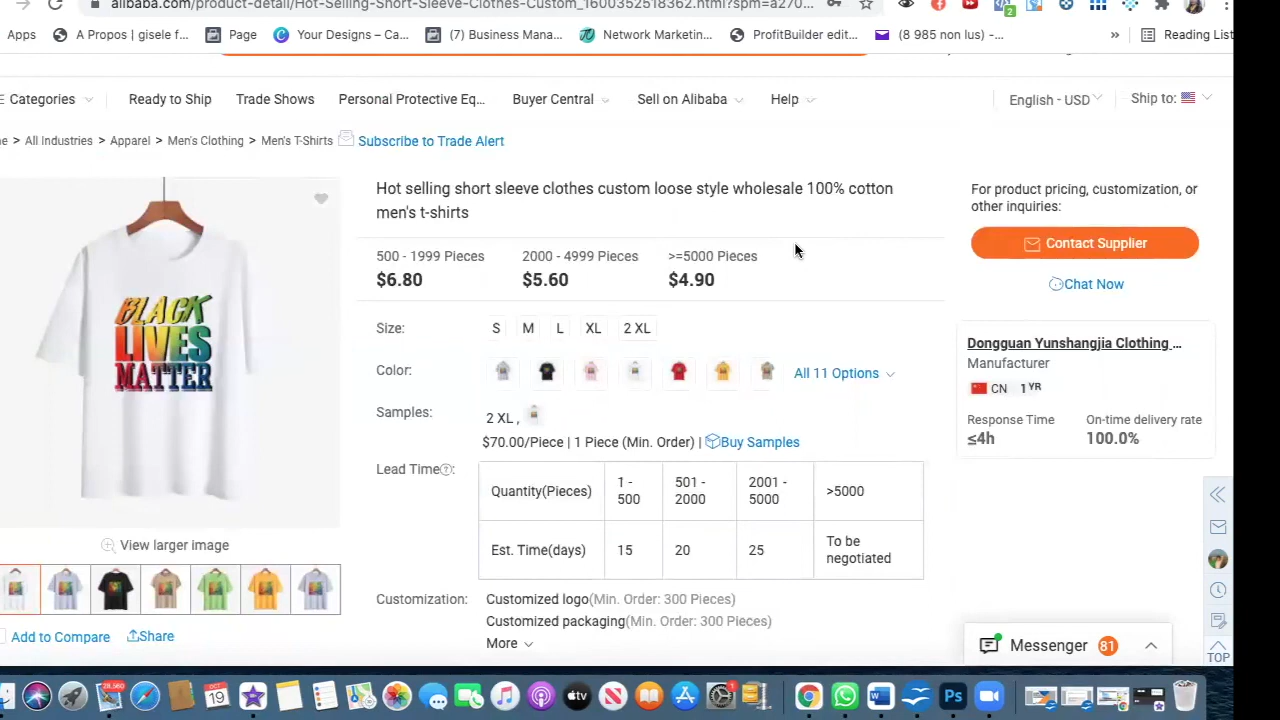 alibaba.com/product-detail/Hot-Selling-Short-Sleeve-Clothes-Custom_1600352518362.html?spm=a270...
Apps A Propos | gisele f... Page Your Designs – Ca... (7) Business Mana... Network Marketing... ProfitBuilder edit... (8 985 non lus) -... » Reading List
Categories Ready to Ship Trade Shows Personal Protective Eq... Buyer Central Sell on Alibaba Help English - USD Ship to:
> All Industries > Apparel > Men's Clothing > Men's T-Shirts Subscribe to Trade Alert
Hot selling short sleeve clothes custom loose style wholesale 100% cotton
men's t-shirts
For product pricing, customization, or
other inquiries:
Contact Supplier
Chat Now
500 - 1999 Pieces 2000 - 4999 Pieces >=5000 Pieces
$6.80 $5.60 $4.90
BLACK
LIVES
MATTER
Size: S M L XL 2 XL
Color: All 11 Options
Samples: 2 XL ,
$70.00/Piece | 1 Piece (Min. Order) | Buy Samples
Dongguan Yunshangjia Clothing ...
Manufacturer
CN 1 YR
Response Time On-time delivery rate
≤4h 100.0%
Lead Time ? :
Quantity(Pieces) 1 - 500 501 - 2000 2001 - 5000 >5000
Est. Time(days) 15 20 25 To be negotiated
View larger image
Add to Compare Share
Customization: Customized logo(Min. Order: 300 Pieces)
Customized packaging(Min. Order: 300 Pieces)
More
Messenger 81
TOP
OCT
19
tv
W
Ps